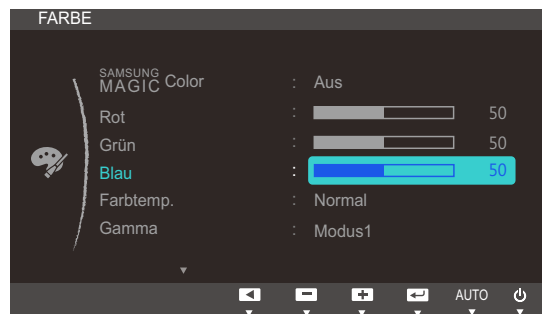 FARBE
SAMSUNG MAGIC Color : Aus
Rot : 50
Grün : 50
Blau : 50
Farbtemp. : Normal
Gamma : Modus1
AUTO